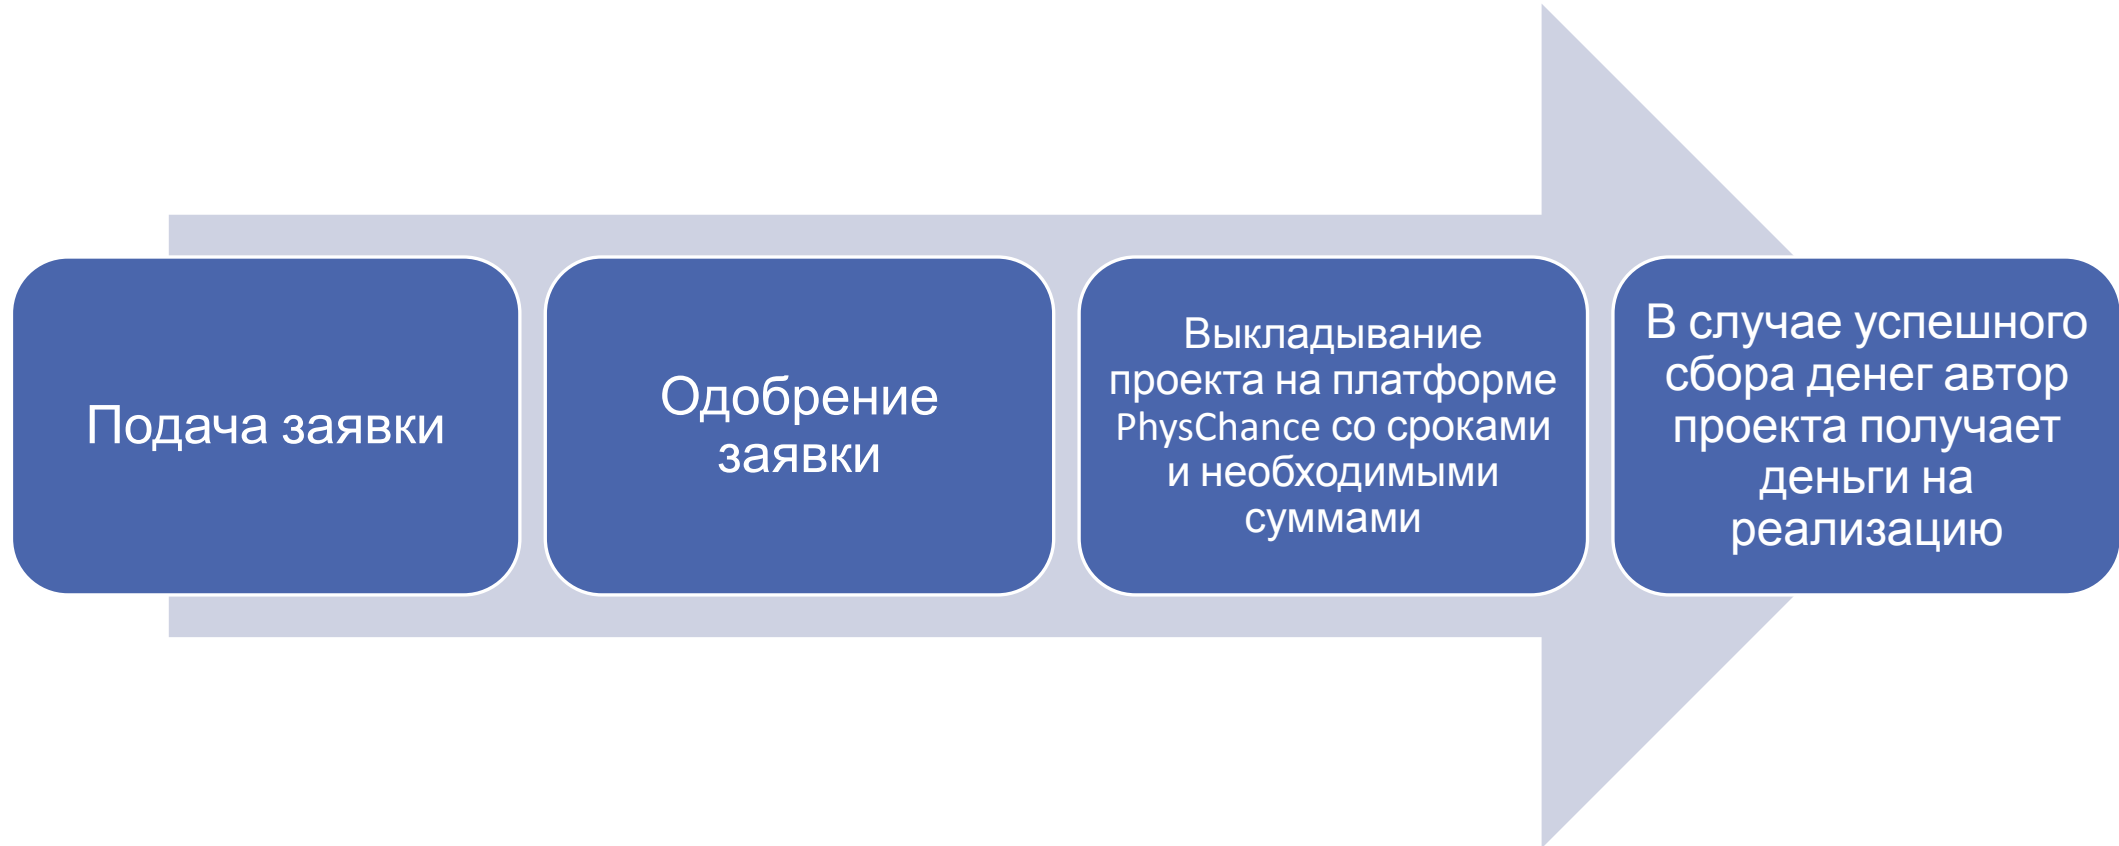 Подача заявки
Одобрение
заявки
Выкладывание
проекта на платформе
PhysChance со сроками
и необходимыми
суммами
В случае успешного
сбора денег автор
проекта получает
деньги на
реализацию